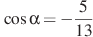 cos α = − 5/13